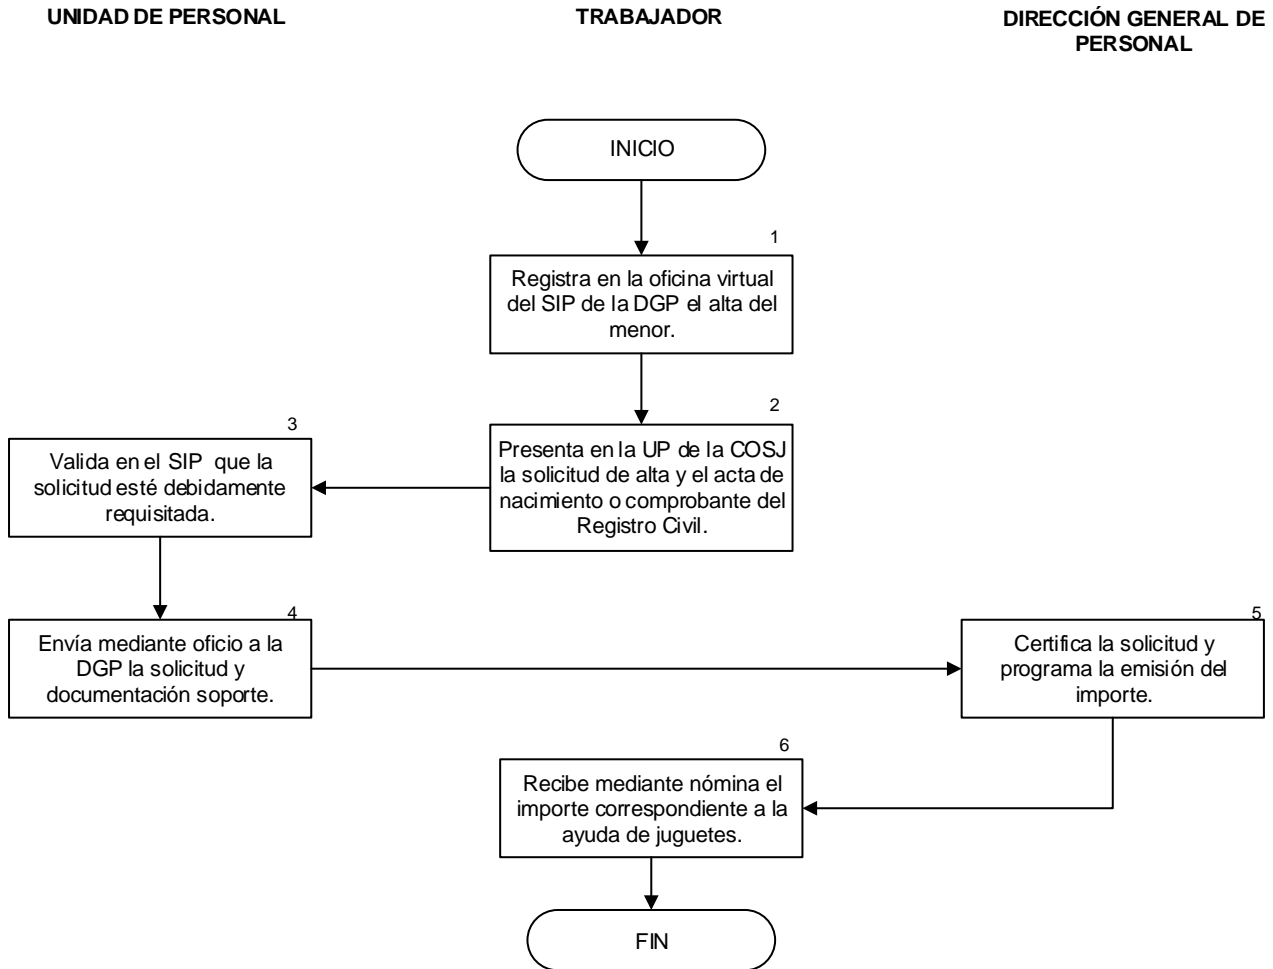 UNIDAD DE PERSONAL
TRABAJADOR
DIRECCIÓN GENERAL DE
PERSONAL
INICIO
1
Registra en la oficina virtual
del SIP de la DGP el alta del
menor.
2
Presenta en la UP de la COSJ
la solicitud de alta y el acta de
nacimiento o comprobante del
Registro Civil.
3
Valida en el SIP que la
solicitud esté debidamente
requisitada.
4
Envía mediante oficio a la
DGP la solicitud y
documentación soporte.
5
Certifica la solicitud y
programa la emisión del
importe.
6
Recibe mediante nómina el
importe correspondiente a la
ayuda de juguetes.
FIN